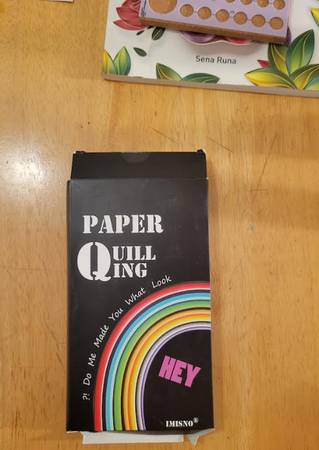 Sena Runa
PAPER
QUILL
ING
?! Do Me Made You What Look
HEY
IMISNO®